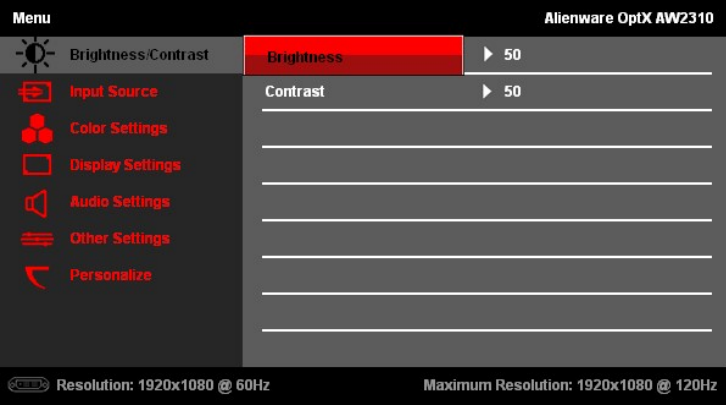 Menu Alienware OptX AW2310
Brightness/Contrast Brightness 50
Input Source Contrast 50
Color Settings
Display Settings
Audio Settings
Other Settings
Personalize
Resolution: 1920x1080 @ 60Hz Maximum Resolution: 1920x1080 @ 120Hz